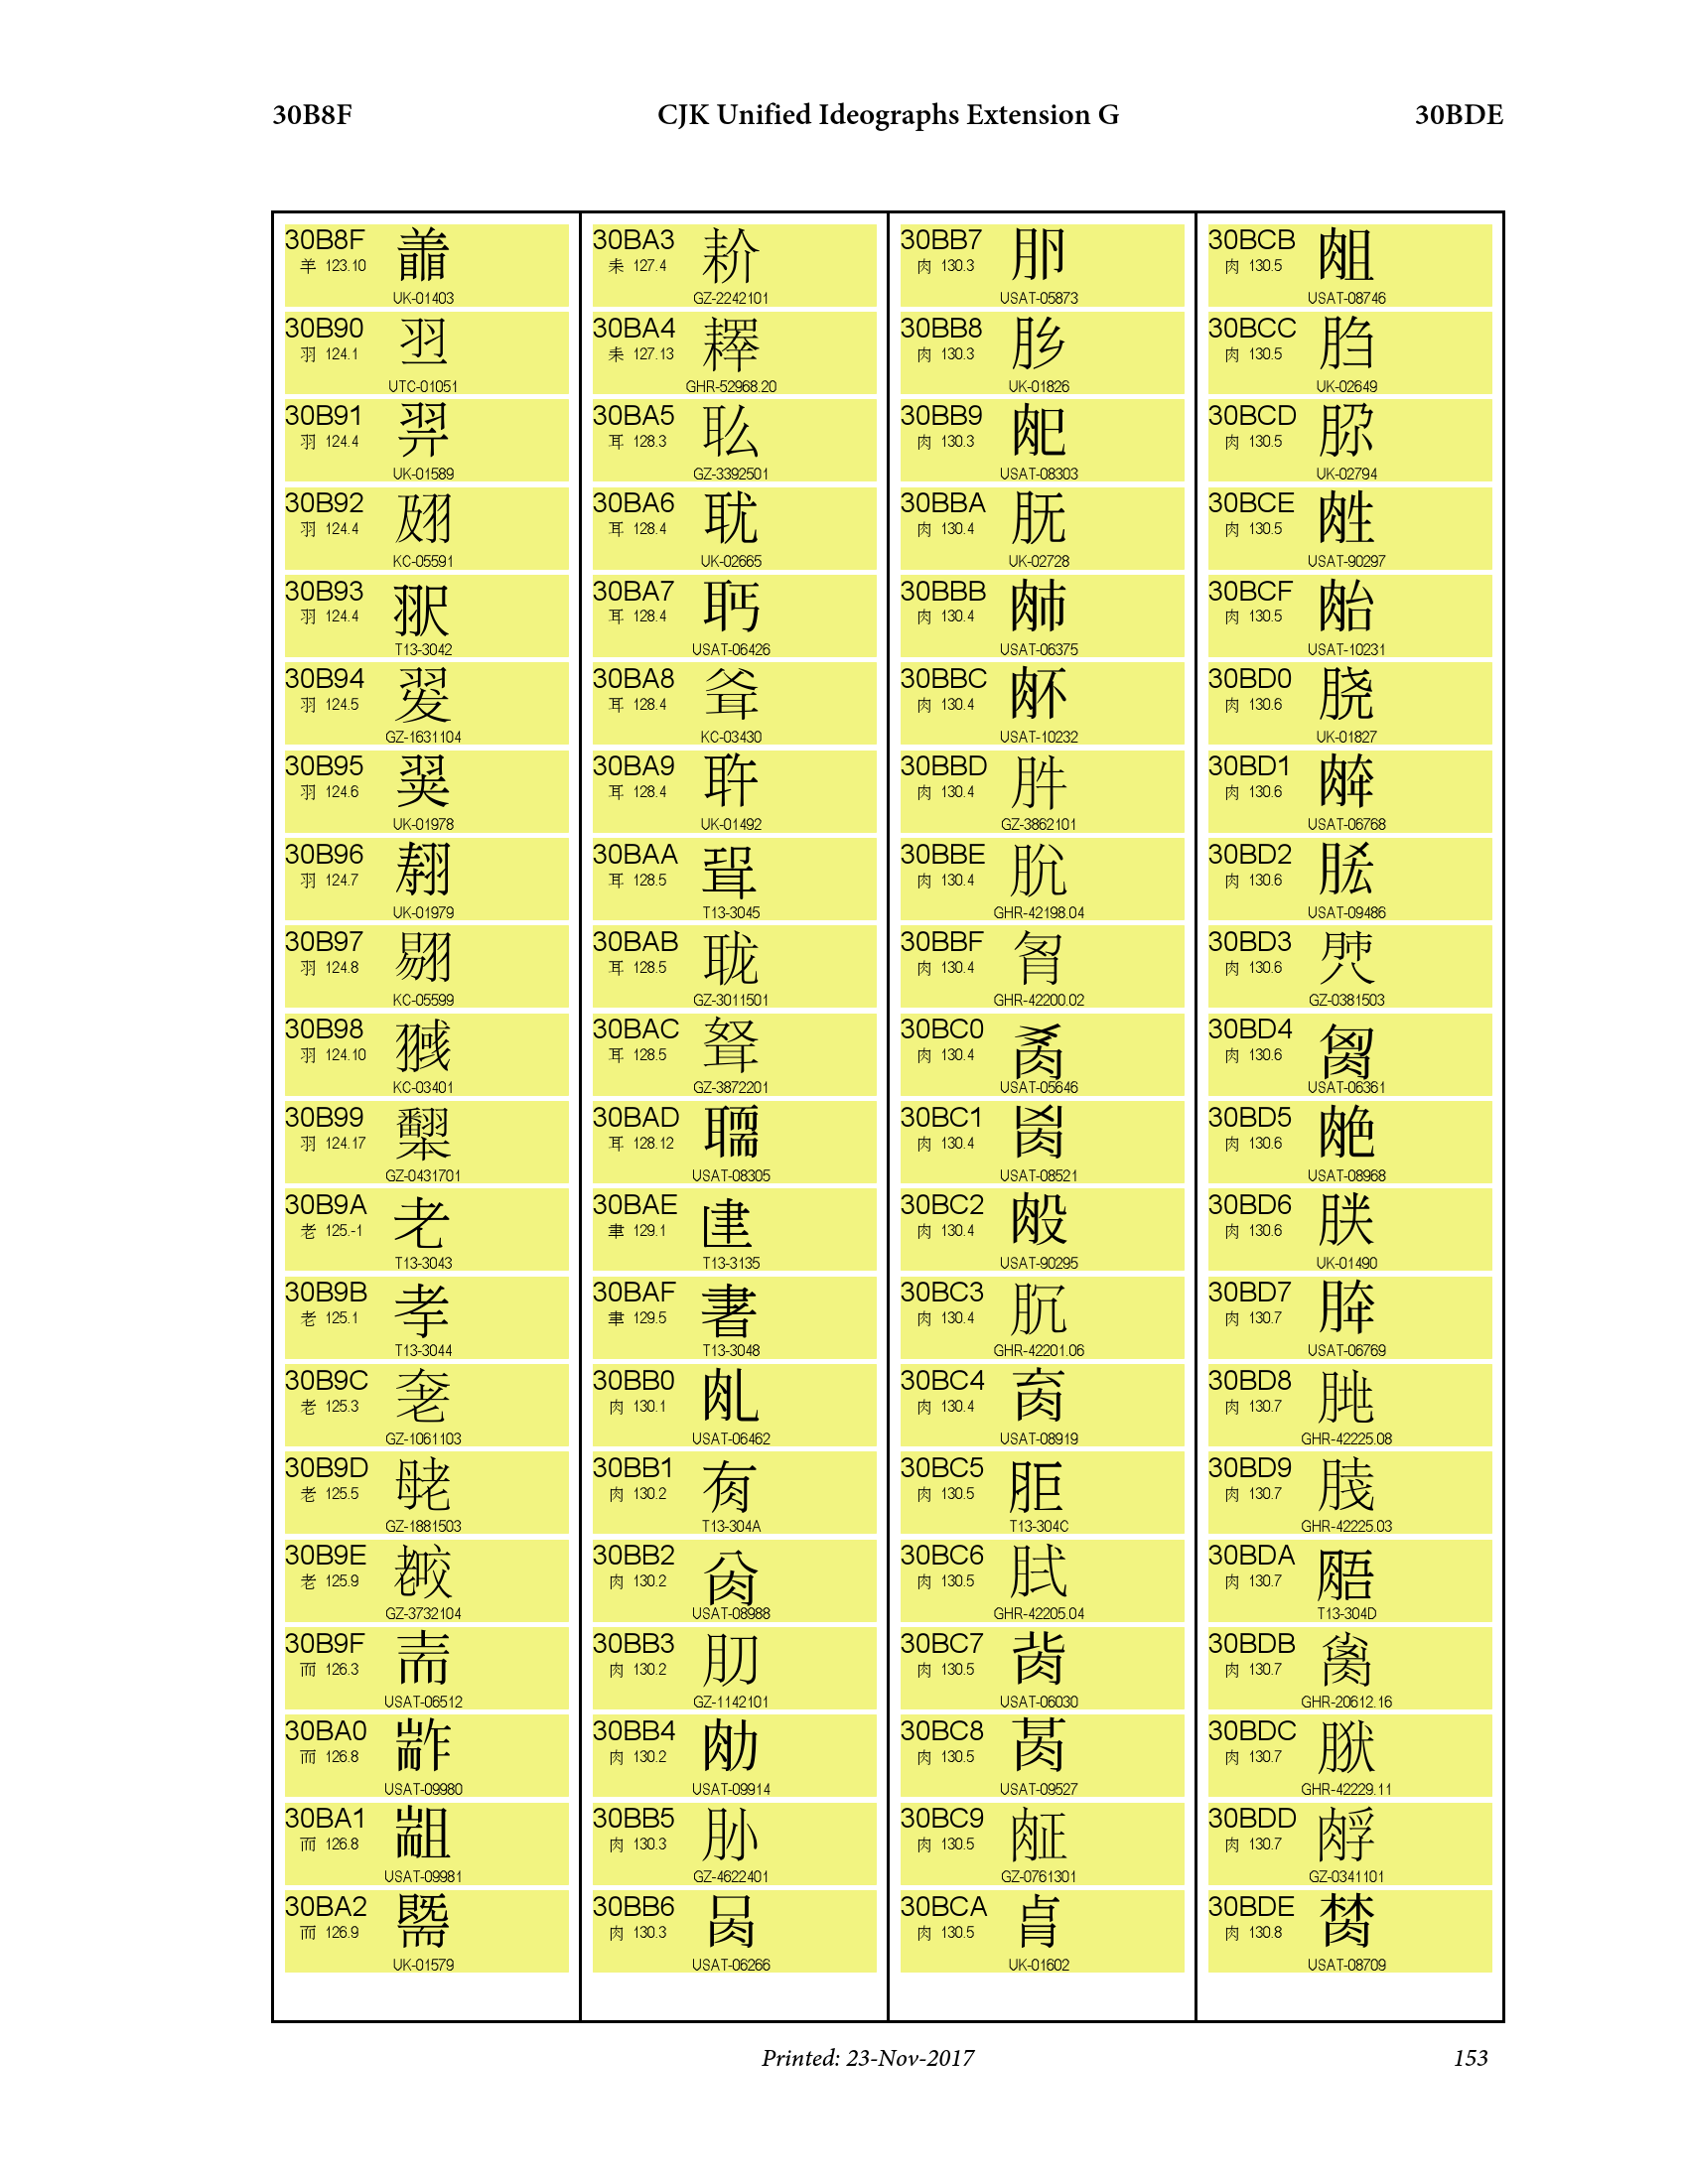 30B8F
CJK Unified Ideographs Extension G
30BDE
30B8F
羊 123.10
UK-01403
30B90
羽 124.1
UTC-01051
30B91
羽 124.4
UK-01589
30B92
羽 124.4
KC-05591
30B93
羽 124.4
T13-3042
30B94
羽 124.5
GZ-1631104
30B95
羽 124.6
UK-01978
30B96
羽 124.7
UK-01979
30B97
羽 124.8
KC-05599
30B98
羽 124.10
KC-03401
30B99
羽 124.17
GZ-0431701
30B9A
老 125.-1
T13-3043
30B9B
老 125.1
T13-3044
30B9C
老 125.3
GZ-1061103
30B9D
老 125.5
GZ-1881503
30B9E
老 125.9
GZ-3732104
30B9F
而 126.3
USAT-06512
30BA0
而 126.8
USAT-09980
30BA1
而 126.8
USAT-09981
30BA2
而 126.9
UK-01579
30BA3
耒 127.4
GZ-2242101
30BA4
耒 127.13
GHR-52968.20
30BA5
耳 128.3
GZ-3392501
30BA6
耳 128.4
UK-02665
30BA7
耳 128.4
USAT-06426
30BA8
耳 128.4
KC-03430
30BA9
耳 128.4
UK-01492
30BAA
耳 128.5
T13-3045
30BAB
耳 128.5
GZ-3011501
30BAC
耳 128.5
GZ-3872201
30BAD
耳 128.12
USAT-08305
30BAE
聿 129.1
T13-3135
30BAF
聿 129.5
T13-3048
30BB0
肉 130.1
USAT-06462
30BB1
肉 130.2
T13-304A
30BB2
肉 130.2
USAT-08988
30BB3
肉 130.2
GZ-1142101
30BB4
肉 130.2
USAT-09914
30BB5
肉 130.3
GZ-4622401
30BB6
肉 130.3
USAT-06266
30BB7
肉 130.3
USAT-05873
30BB8
肉 130.3
UK-01826
30BB9
肉 130.3
USAT-08303
30BBA
肉 130.4
UK-02728
30BBB
肉 130.4
USAT-06375
30BBC
肉 130.4
USAT-10232
30BBD
肉 130.4
GZ-3862101
30BBE
肉 130.4
GHR-42198.04
30BBF
肉 130.4
GHR-42200.02
30BC0
肉 130.4
USAT-05646
30BC1
肉 130.4
USAT-08521
30BC2
肉 130.4
USAT-90295
30BC3
肉 130.4
GHR-42201.06
30BC4
肉 130.4
USAT-08919
30BC5
肉 130.5
T13-304C
30BC6
肉 130.5
GHR-42205.04
30BC7
肉 130.5
USAT-06030
30BC8
肉 130.5
USAT-09527
30BC9
肉 130.5
GZ-0761301
30BCA
肉 130.5
UK-01602
30BCB
肉 130.5
USAT-08746
30BCC
肉 130.5
UK-02649
30BCD
肉 130.5
UK-02794
30BCE
肉 130.5
USAT-90297
30BCF
肉 130.5
USAT-10231
30BD0
肉 130.6
UK-01827
30BD1
肉 130.6
USAT-06768
30BD2
肉 130.6
USAT-09486
30BD3
肉 130.6
GZ-0381503
30BD4
肉 130.6
USAT-06361
30BD5
肉 130.6
USAT-08968
30BD6
肉 130.6
UK-01490
30BD7
肉 130.7
USAT-06769
30BD8
肉 130.7
GHR-42225.08
30BD9
肉 130.7
GHR-42225.03
30BDA
肉 130.7
T13-304D
30BDB
肉 130.7
GHR-20612.16
30BDC
肉 130.7
GHR-42229.11
30BDD
肉 130.7
GZ-0341101
30BDE
肉 130.8
USAT-08709
Printed: 23-Nov-2017
153